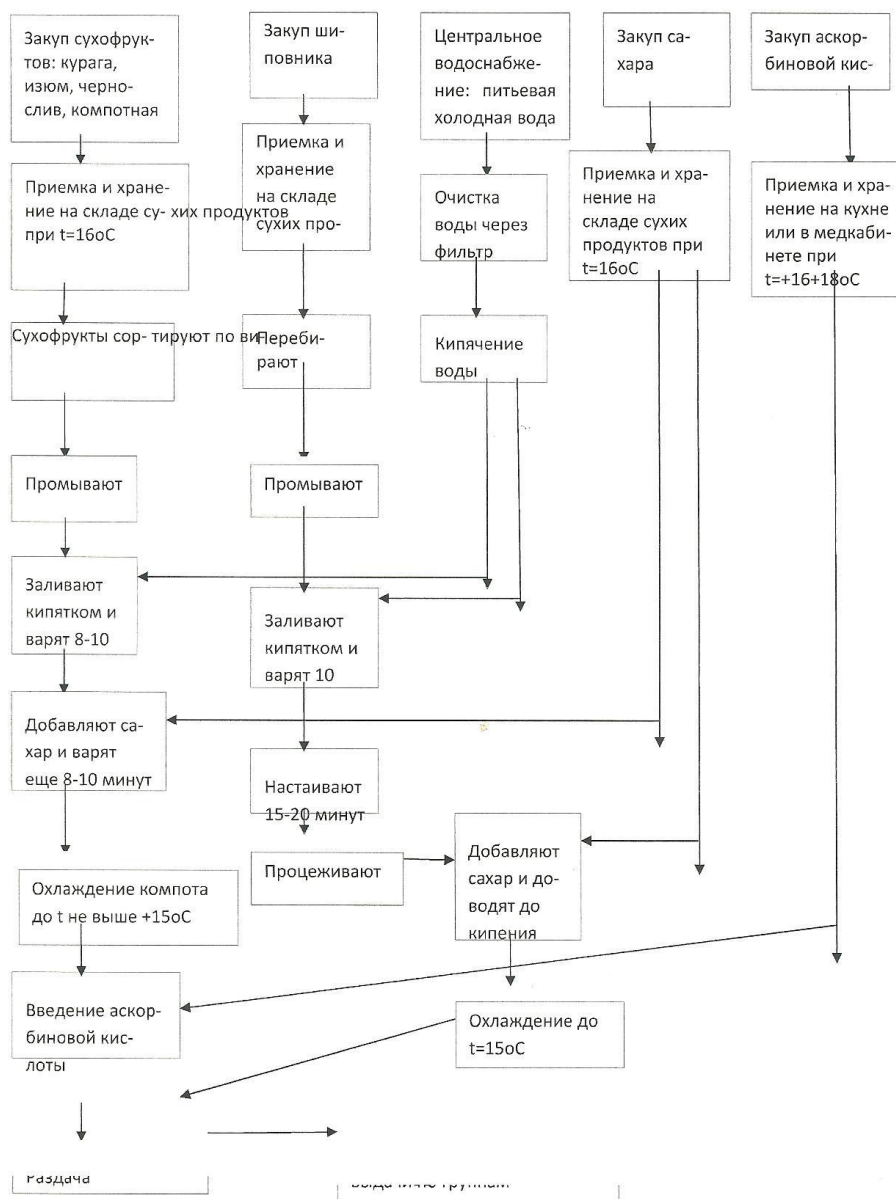 Закуп сухофрук-
тов: курага,
изюм, черно-
слив, компотная
Закуп ши-
повника
Центральное
водоснабже-
ние: питьевая
холодная вода
Закуп са-
хара
Закуп аскор-
биновой кис-
Приемка и хране-
ние на складе су- хих продуктов
при t=16оС
Приемка и
хранение
на складе
сухих про-
Очистка
воды через
фильтр
Приемка и хра-
нение на
складе сухих
продуктов при
t=16оС
Приемка и хра-
нение на кухне
или в медкаби-
нете при
t=+16+18оС
Сухофрукты сор- тируют по ви-
Переби-
рают
Кипячение
воды
Промывают
Промывают
Заливают
кипятком и
варят 8-10
Заливают
кипятком и
варят 10
Добавляют са-
хар и варят
еще 8-10 минут
Настаивают
15-20 минут
Процеживают
Добавляют
сахар и до-
водят до
кипения
Охлаждение компота
до t не выше +15оС
Введение аскор-
биновой кис-
лоты
Охлаждение до
t=15оС
Раздача